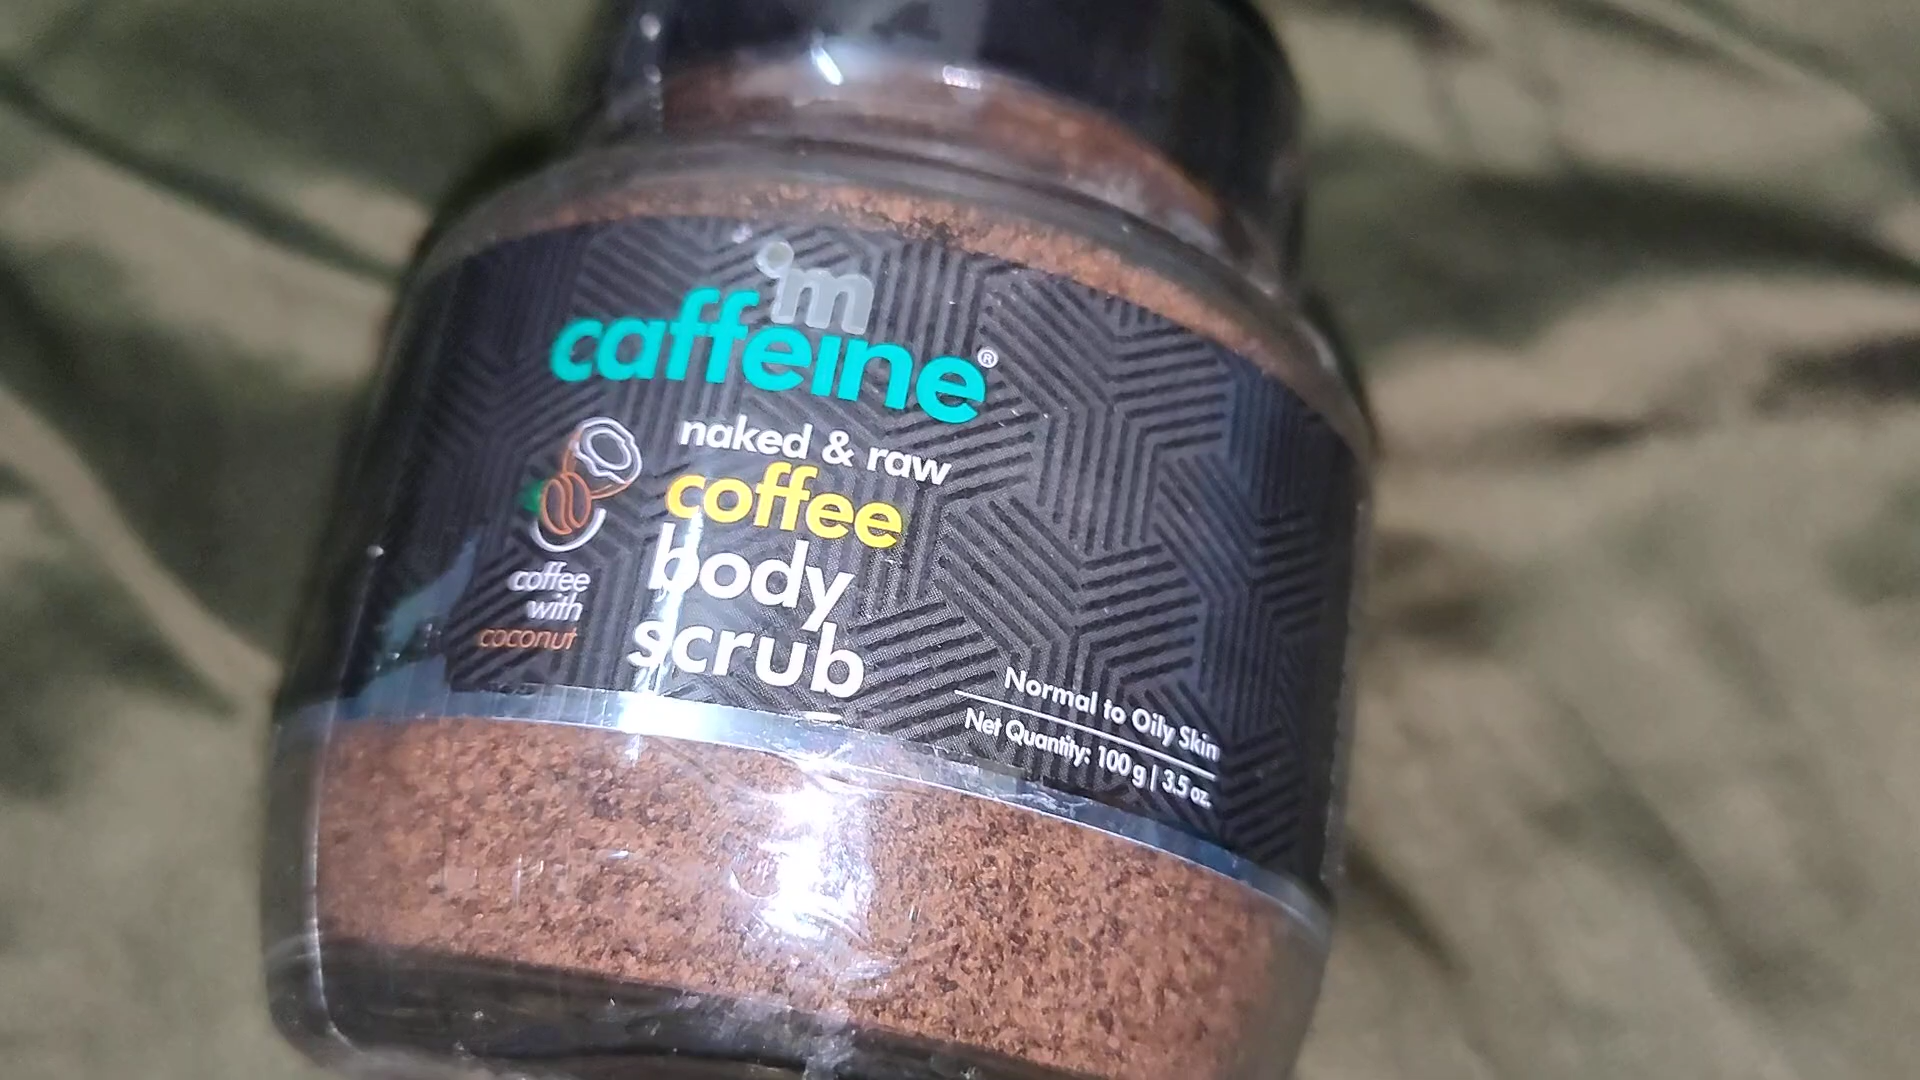 'm
caffeine®
naked & raw
coffee
body
scrub
coffee
with
coconut
Normal to Oily Skin
Net Quantity: 100 g | 3.5 oz.